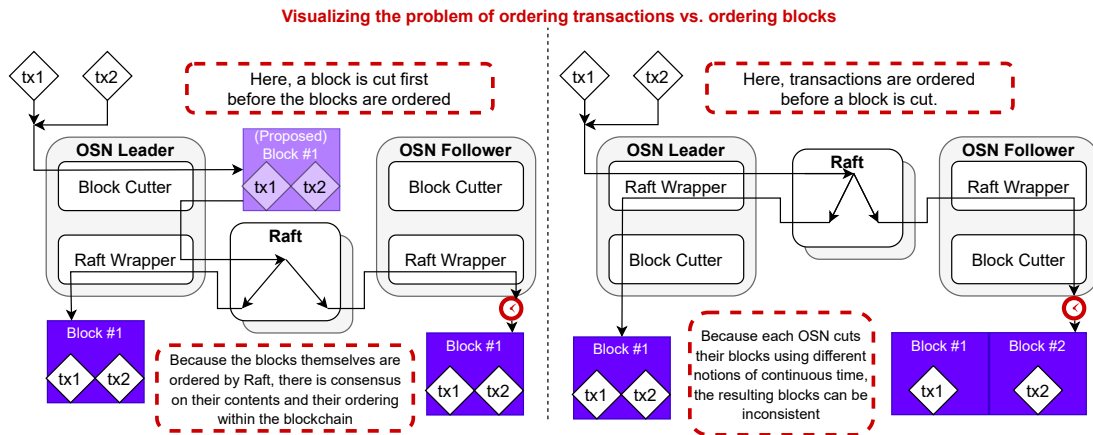 Visualizing the problem of ordering transactions vs. ordering blocks
tx1
tx2
Here, a block is cut first
before the blocks are ordered
OSN Leader
Block Cutter
Raft Wrapper
(Proposed)
Block #1
tx1
tx2
Raft
OSN Follower
Block Cutter
Raft Wrapper
Block #1
tx1
tx2
Because the blocks themselves are
ordered by Raft, there is consensus
on their contents and their ordering
within the blockchain
Block #1
tx1
tx2
tx1
tx2
Here, transactions are ordered
before a block is cut.
OSN Leader
Raft Wrapper
Block Cutter
Raft
OSN Follower
Raft Wrapper
Block Cutter
Block #1
tx1
tx2
Because each OSN cuts
their blocks using different
notions of continuous time,
the resulting blocks can be
inconsistent
Block #1
tx1
Block #2
tx2